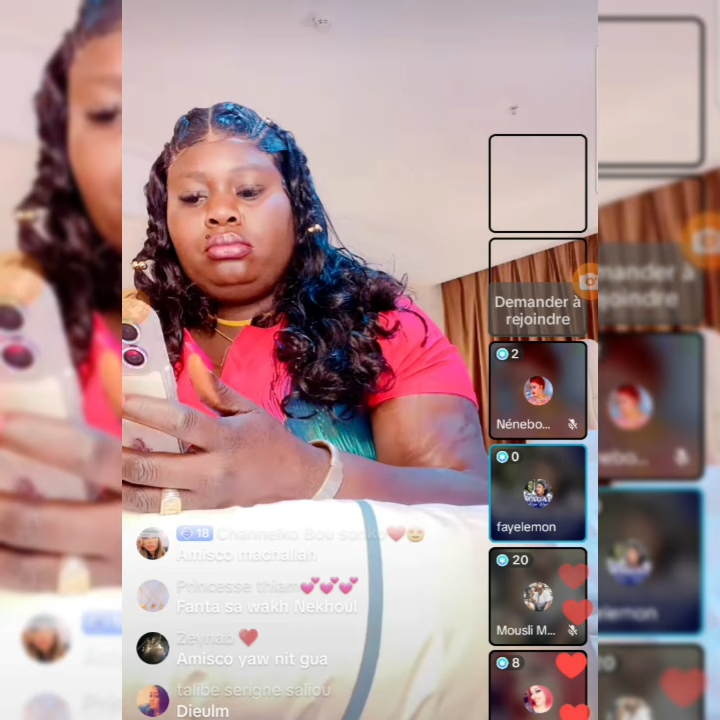 Demander à
rejoindre
2
Nénebo...
0
fayelemon
20
Mousli M...
8
18 Channeiko Bou sonko❤️😍
Amisco machallah
Princesse thiam💕💕💕
Fanta sa wakh Nekhoul
Zeynab ❤️
Amisco yaw nit gua
talibe serigne saliou
Dieulm